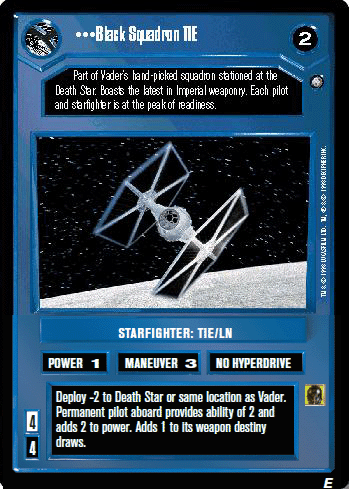 •••Black Squadron TIE
2
Part of Vader's hand-picked squadron stationed at the
Death Star. Boasts the latest in Imperial weaponry. Each pilot
and starfighter is at the peak of readiness.
STARFIGHTER: TIE/LN
POWER 1
MANEUVER 3
NO HYPERDRIVE
Deploy -2 to Death Star or same location as Vader.
Permanent pilot aboard provides ability of 2 and
adds 2 to power. Adds 1 to its weapon destiny
draws.
4
4
E